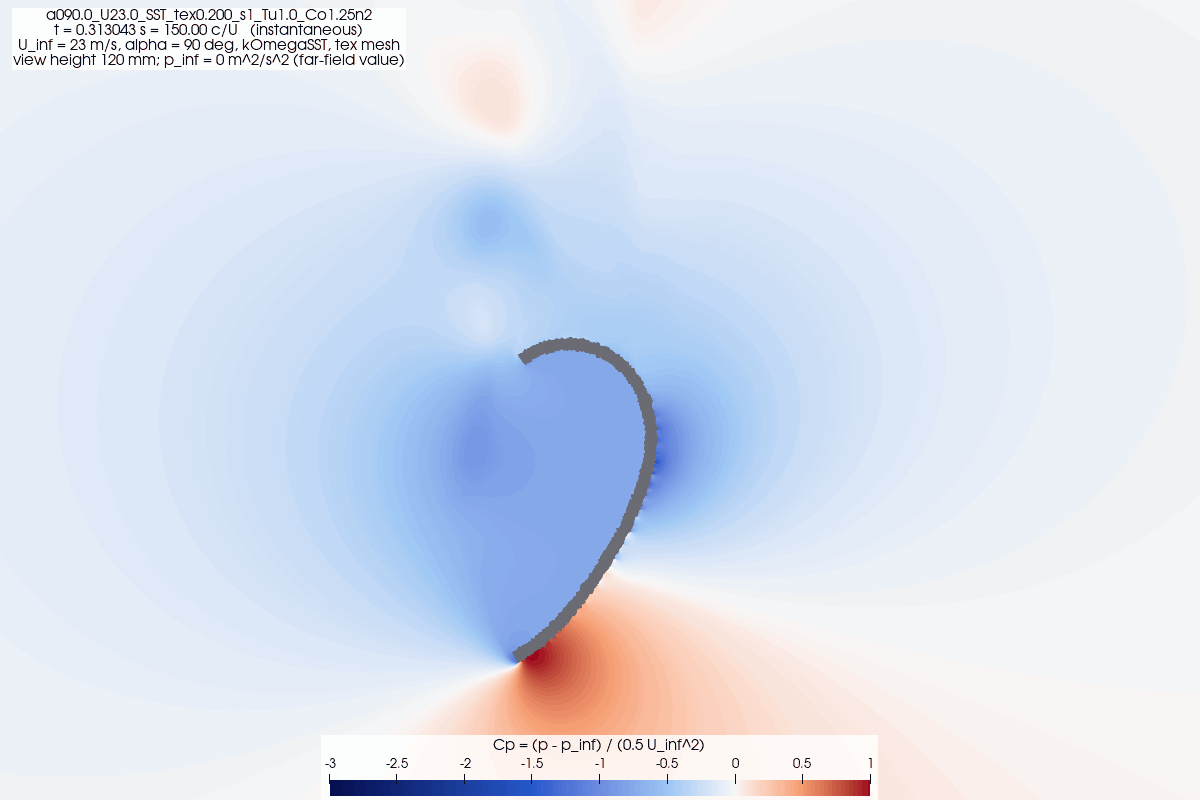 a090.0_U23.0_SST_tex0.200_s1_Tu1.0_Co1.25n2
t = 0.313043 s = 150.00 c/U (instantaneous)
U_inf = 23 m/s, alpha = 90 deg, kOmegaSST, tex mesh
view height 120 mm; p_inf = 0 m^2/s^2 (far-field value)
Cp = (p - p_inf) / (0.5 U_inf^2)
-3 -2.5 -2 -1.5 -1 -0.5 0 0.5 1